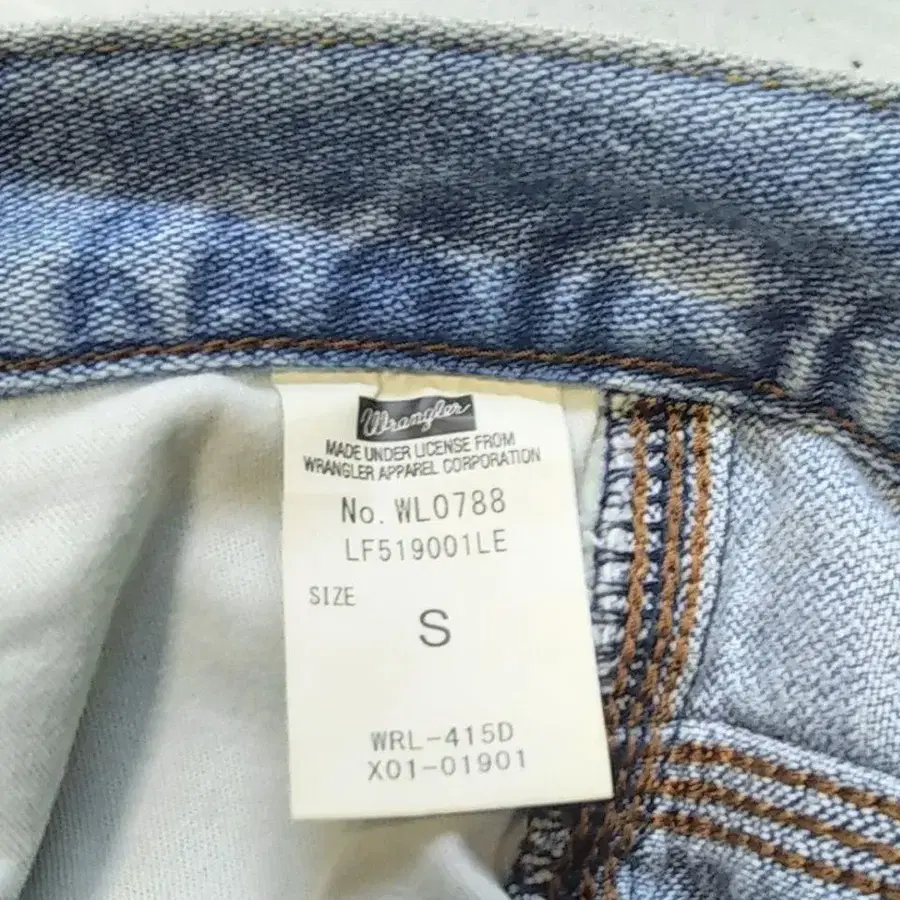 Wrangler
MADE UNDER LICENSE FROM
WRANGLER APPAREL CORPORATION
No. WL0788
LF519001LE
SIZE
S
WRL-415D
X01-01901